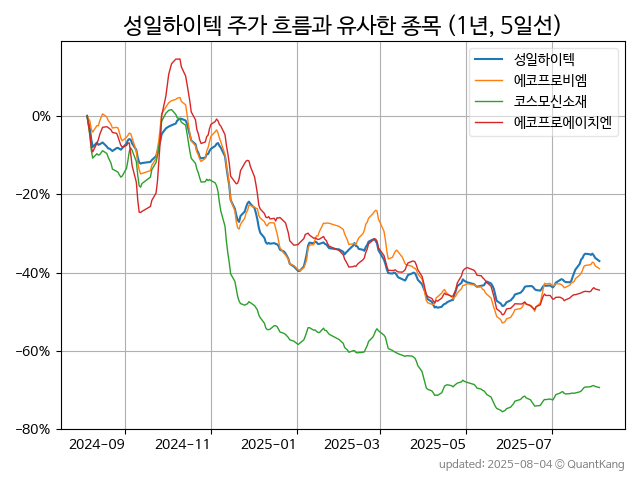 성일하이텍 주가 흐름과 유사한 종목 (1년, 5일선)
성일하이텍
에코프로비엠
코스모신소재
에코프로에이치엔
0%
−20%
−40%
−60%
−80%
2024-09 2024-11 2025-01 2025-03 2025-05 2025-07
updated: 2025-08-04 © QuantKang